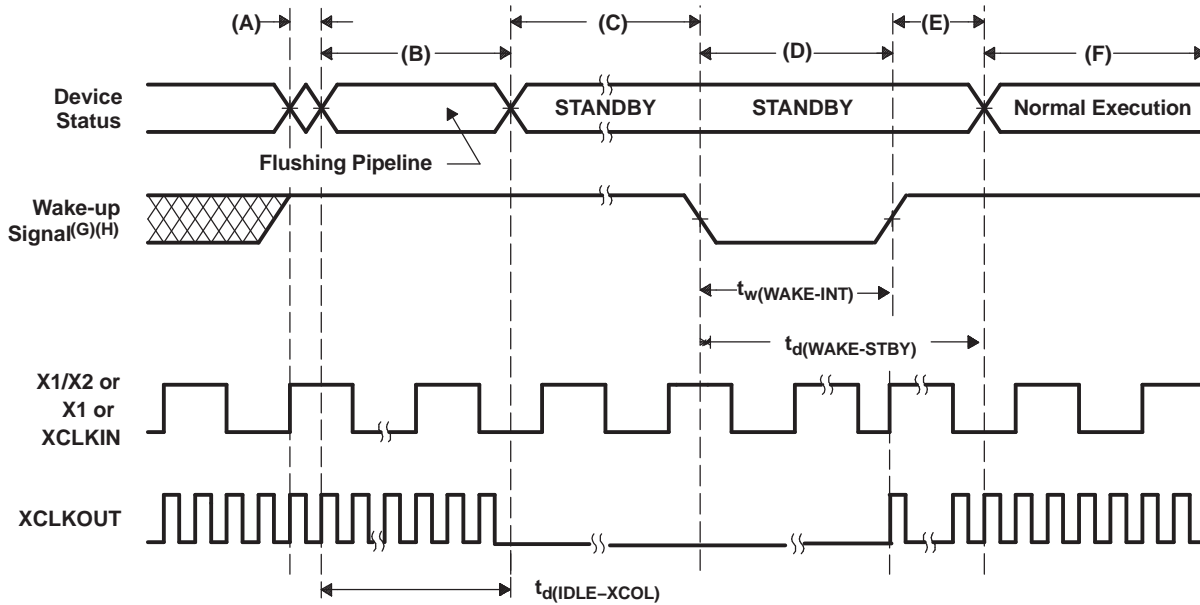 (A)
(B)
(C)
(D)
(E)
(F)
Device
Status
STANDBY
STANDBY
Normal Execution
Flushing Pipeline
Wake-up
Signal(G)(H)
tw(WAKE-INT)
td(WAKE-STBY)
X1/X2 or
X1 or
XCLKIN
XCLKOUT
td(IDLE–XCOL)